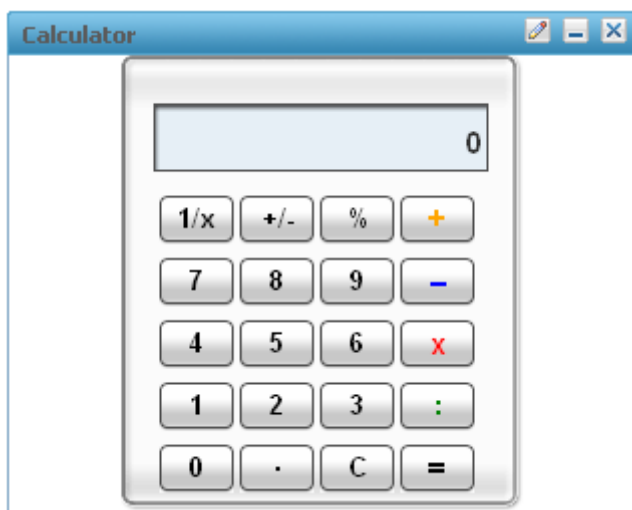 Calculator
0
1/x +/- % +
7 8 9 –
4 5 6 x
1 2 3 :
0 . C =